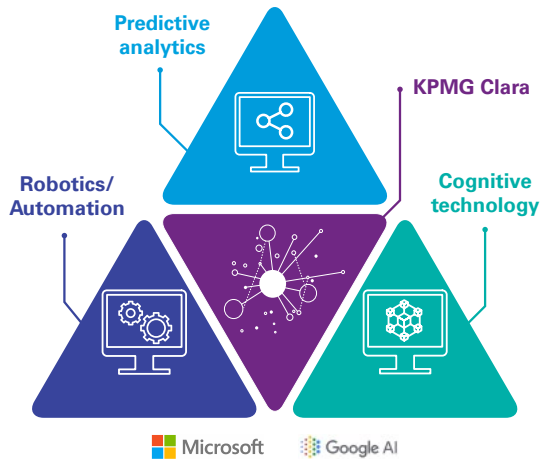 Predictive
analytics
KPMG Clara
Robotics/
Automation
Cognitive
technology
Microsoft
Google AI